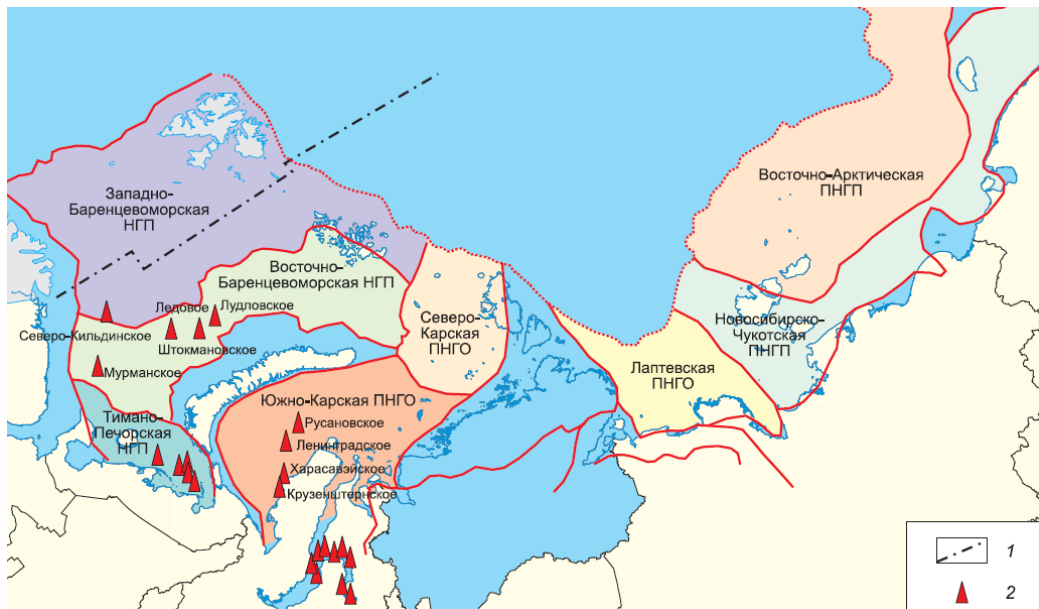 Западно-
Баренцевоморская
НГП
Восточно-
Баренцевоморская НГП
Ледовое
Лудловское
Северо-Кильдинское
Штокмановское
Мурманское
Северо-
Карская
ПНГО
Восточно-Арктическая
ПНГП
Новосибирско-
Чукотская
ПНГП
Лаптевская
ПНГО
Тимано-
Печорская
НГП
Южно-Карская ПНГО
Русановское
Ленинградское
Харасавэйское
Крузенштернское
1
2